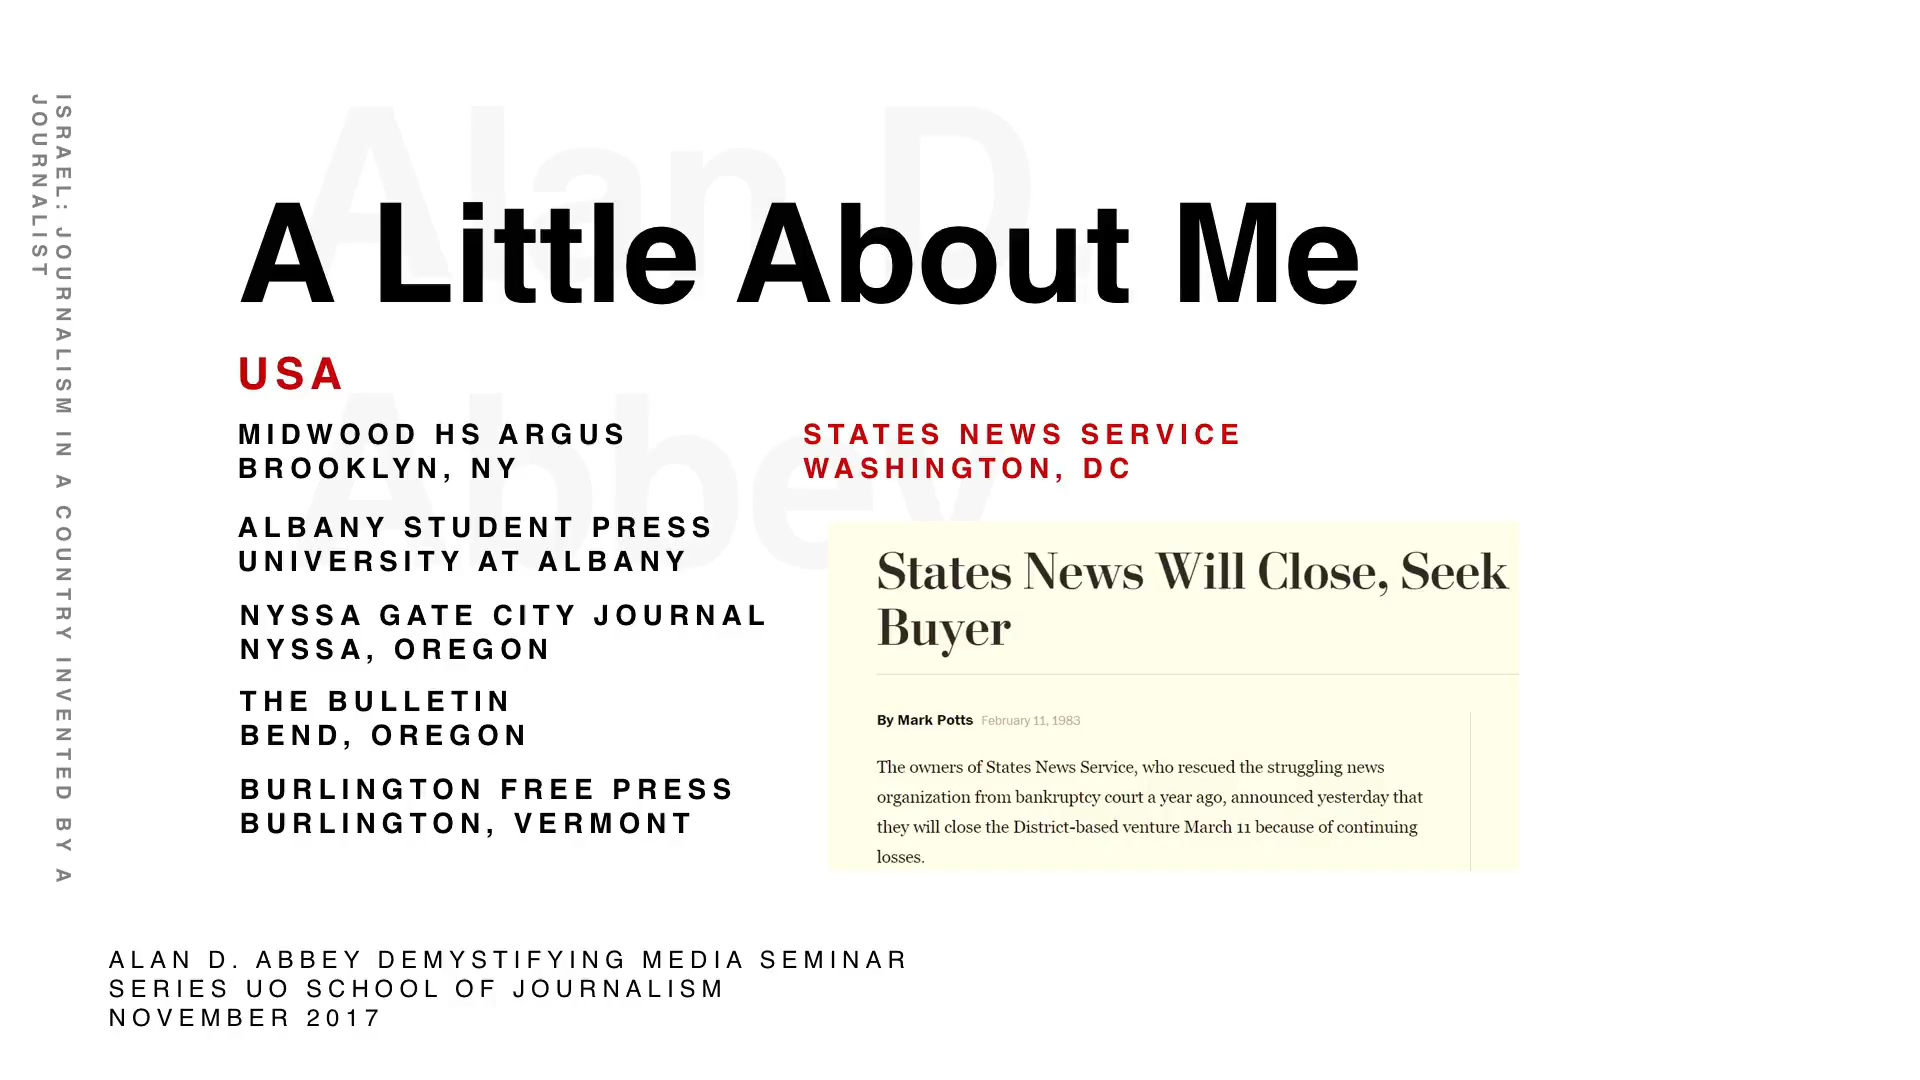 ISRAEL: JOURNALISM IN A COUNTRY INVENTED BY A
JOURNALIST
Alan D.
Abbey
A Little About Me
USA
MIDWOOD HS ARGUS
BROOKLYN, NY
ALBANY STUDENT PRESS
UNIVERSITY AT ALBANY
NYSSA GATE CITY JOURNAL
NYSSA, OREGON
THE BULLETIN
BEND, OREGON
BURLINGTON FREE PRESS
BURLINGTON, VERMONT
STATES NEWS SERVICE
WASHINGTON, DC
States News Will Close, Seek
Buyer
By Mark Potts February 11, 1983
The owners of States News Service, who rescued the struggling news
organization from bankruptcy court a year ago, announced yesterday that
they will close the District-based venture March 11 because of continuing
losses.
ALAN D. ABBEY DEMYSTIFYING MEDIA SEMINAR
SERIES UO SCHOOL OF JOURNALISM
NOVEMBER 2017